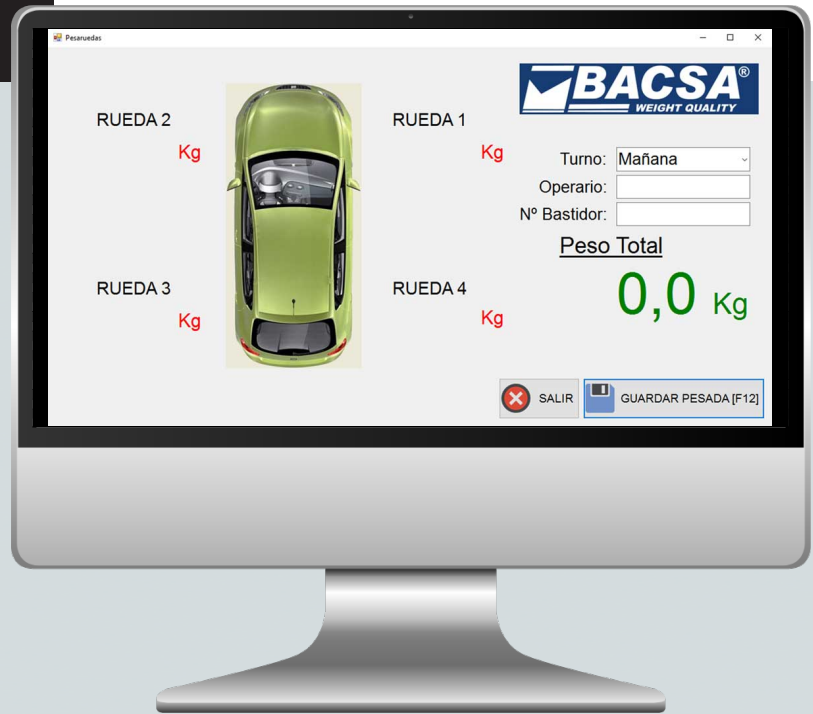 Pesaruedas
BACSA®
WEIGHT QUALITY
RUEDA 2
Kg
RUEDA 1
Kg
Turno: Mañana
Operario:
Nº Bastidor:
Peso Total
0,0 Kg
RUEDA 3
Kg
RUEDA 4
Kg
SALIR
GUARDAR PESADA [F12]